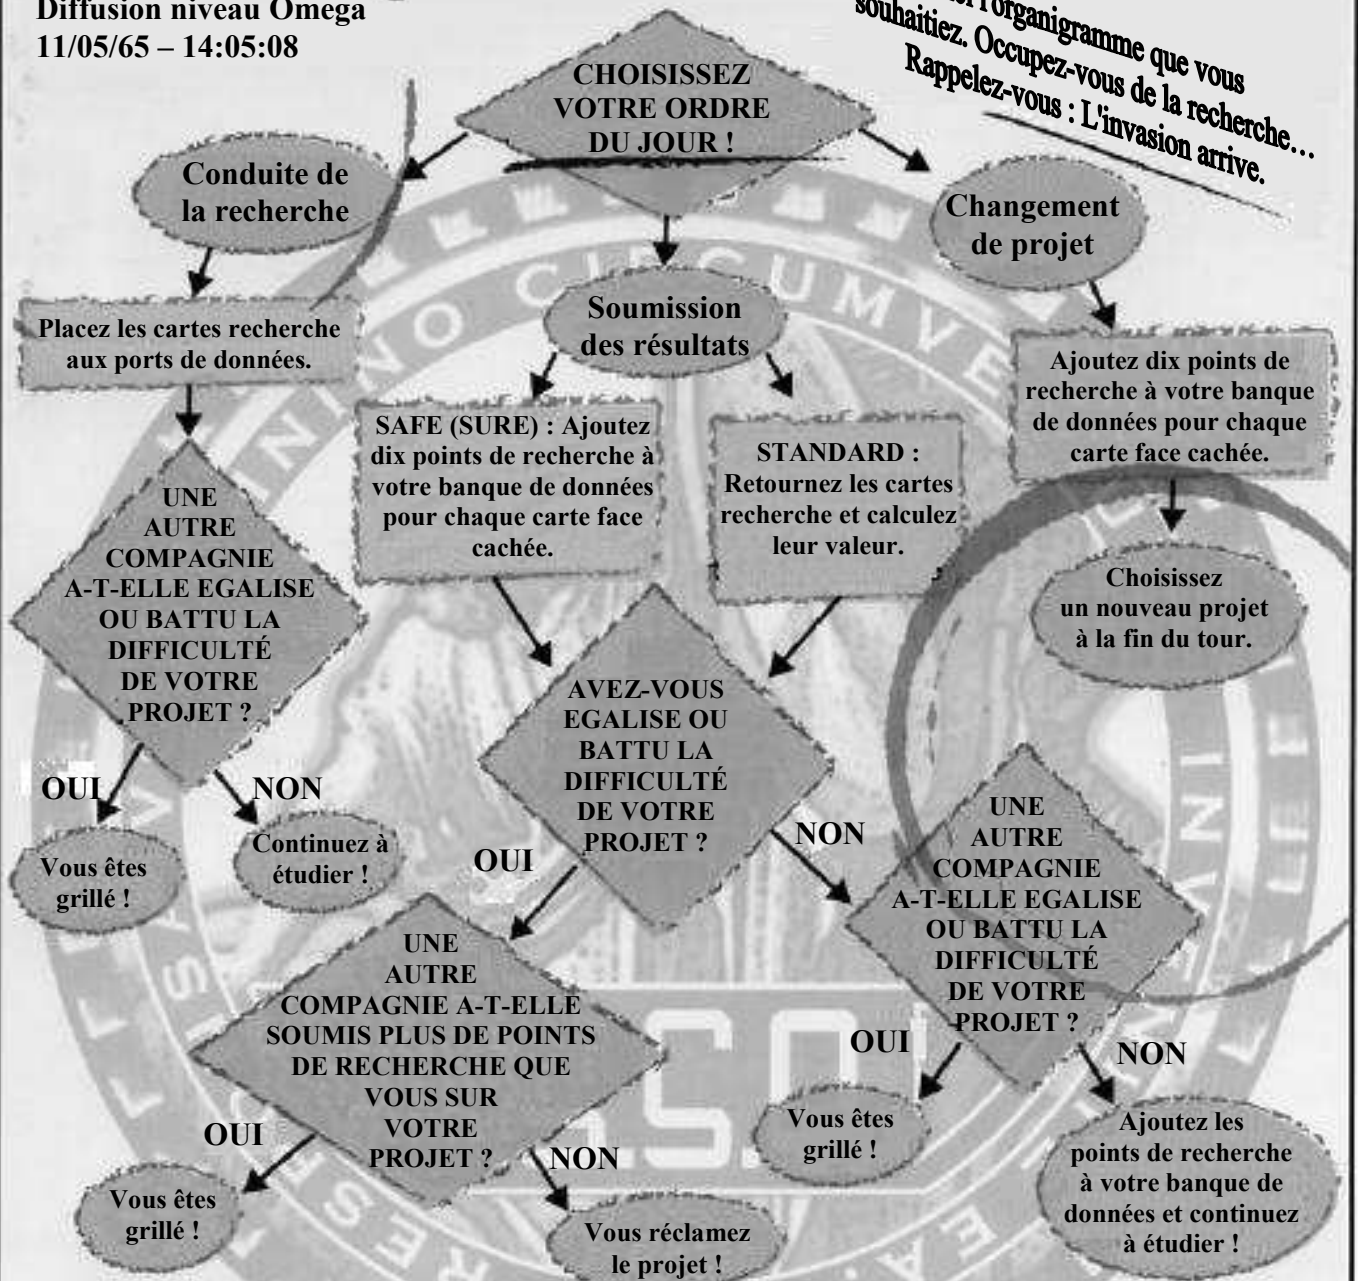 Diffusion niveau Omega
11/05/65 – 14:05:08
l'organigramme que vous
souhaitiez. Occupez-vous de la recherche…
Rappelez-vous : L'invasion arrive.
CHOISISSEZ
VOTRE ORDRE
DU JOUR !
Conduite de
la recherche
Changement
de projet
Soumission
des résultats
Placez les cartes recherche
aux ports de données.
Ajoutez dix points de
recherche à votre banque
de données pour chaque
carte face cachée.
SAFE (SURE) : Ajoutez
dix points de recherche à
votre banque de données
pour chaque carte face
cachée.
STANDARD :
Retournez les cartes
recherche et calculez
leur valeur.
UNE
AUTRE
COMPAGNIE
A-T-ELLE EGALISE
OU BATTU LA
DIFFICULTÉ
DE VOTRE
PROJET ?
Choisissez
un nouveau projet
à la fin du tour.
AVEZ-VOUS
EGALISE OU
BATTU LA
DIFFICULTÉ
DE VOTRE
PROJET ?
OUI
NON
Vous êtes
grillé !
Continuez à
étudier !
OUI
NON
UNE
AUTRE
COMPAGNIE
A-T-ELLE EGALISE
OU BATTU LA
DIFFICULTÉ
DE VOTRE
PROJET ?
UNE
AUTRE
COMPAGNIE A-T-ELLE
SOUMIS PLUS DE POINTS
DE RECHERCHE QUE
VOUS SUR
VOTRE
PROJET ?
OUI
NON
OUI
NON
Vous êtes
grillé !
Vous réclamez
le projet !
Vous êtes
grillé !
Ajoutez les
points de recherche
à votre banque de
données et continuez
à étudier !